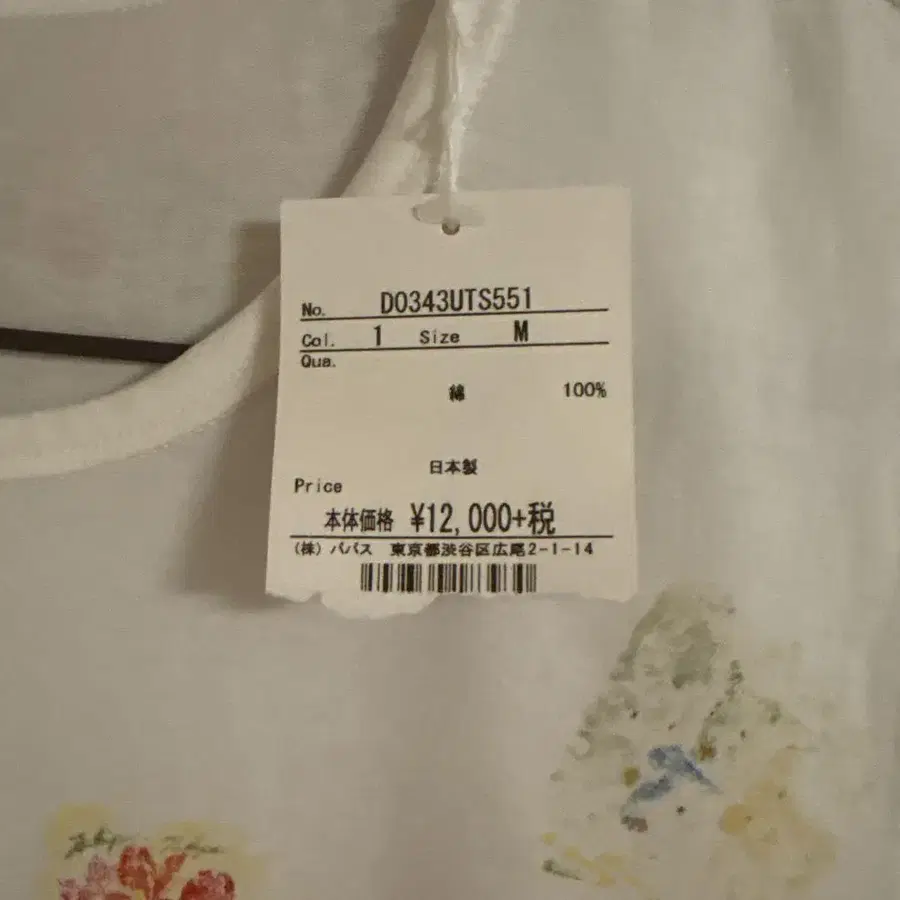 No. D0343UTS551
Col. 1 Size M
Qua.
綿 100%
日本製
Price
本体価格 ¥12,000+税
(株) パパス 東京都渋谷区広尾2-1-14